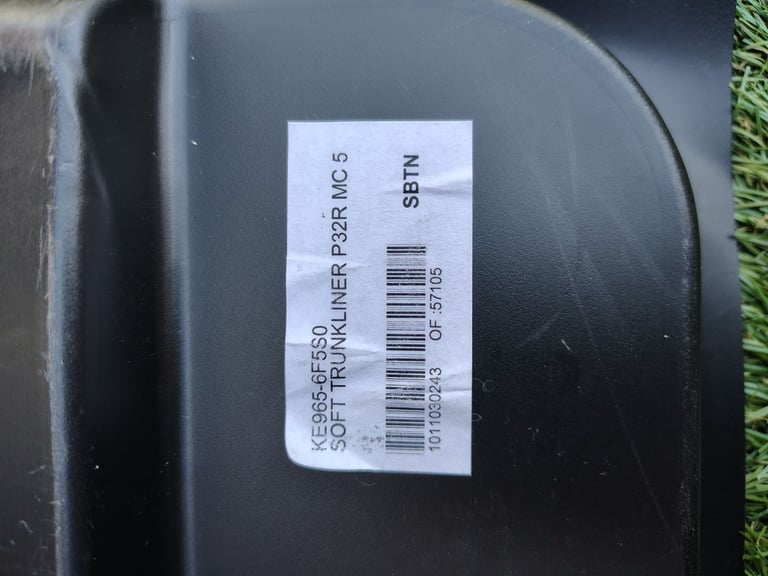 KE965-6F5S0
SOFT TRUNKLINER P32R MC 5
SBTN
1011030243 OF :57105